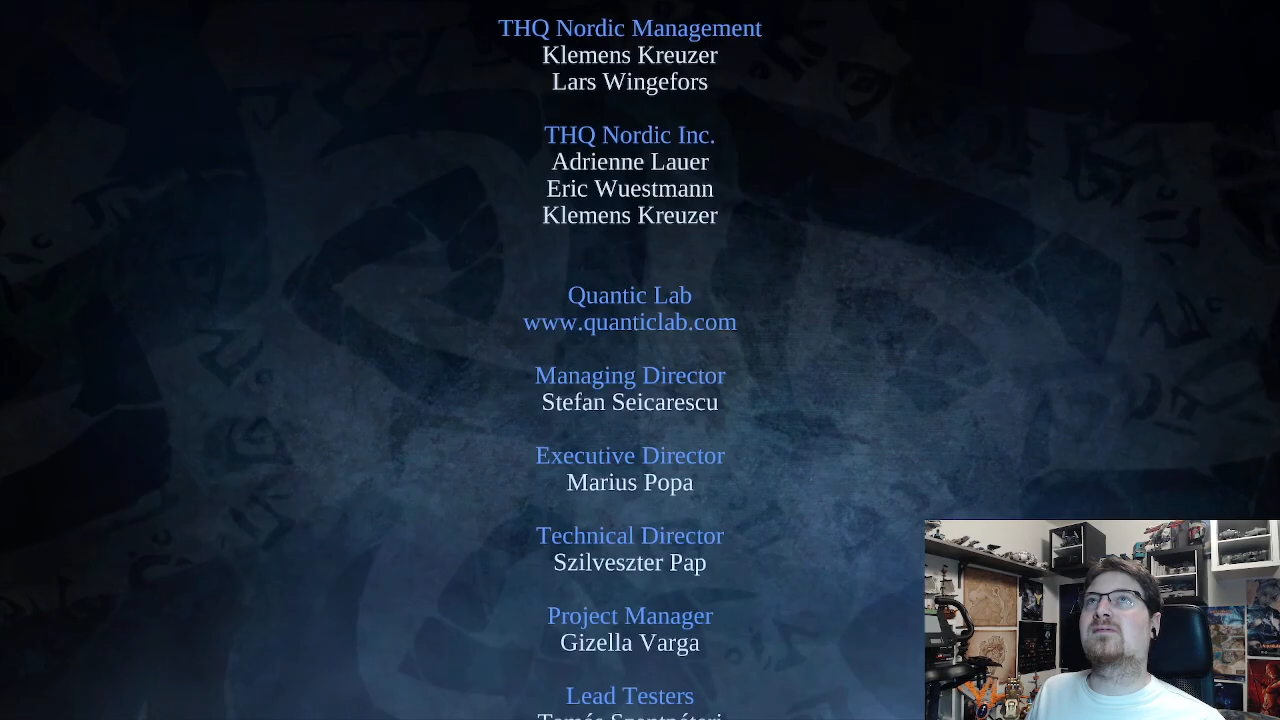 THQ Nordic Management
Klemens Kreuzer
Lars Wingefors
THQ Nordic Inc.
Adrienne Lauer
Eric Wuestmann
Klemens Kreuzer
Quantic Lab
www.quanticlab.com
Managing Director
Stefan Seicarescu
Executive Director
Marius Popa
Technical Director
Szilveszter Pap
Project Manager
Gizella Varga
Lead Testers